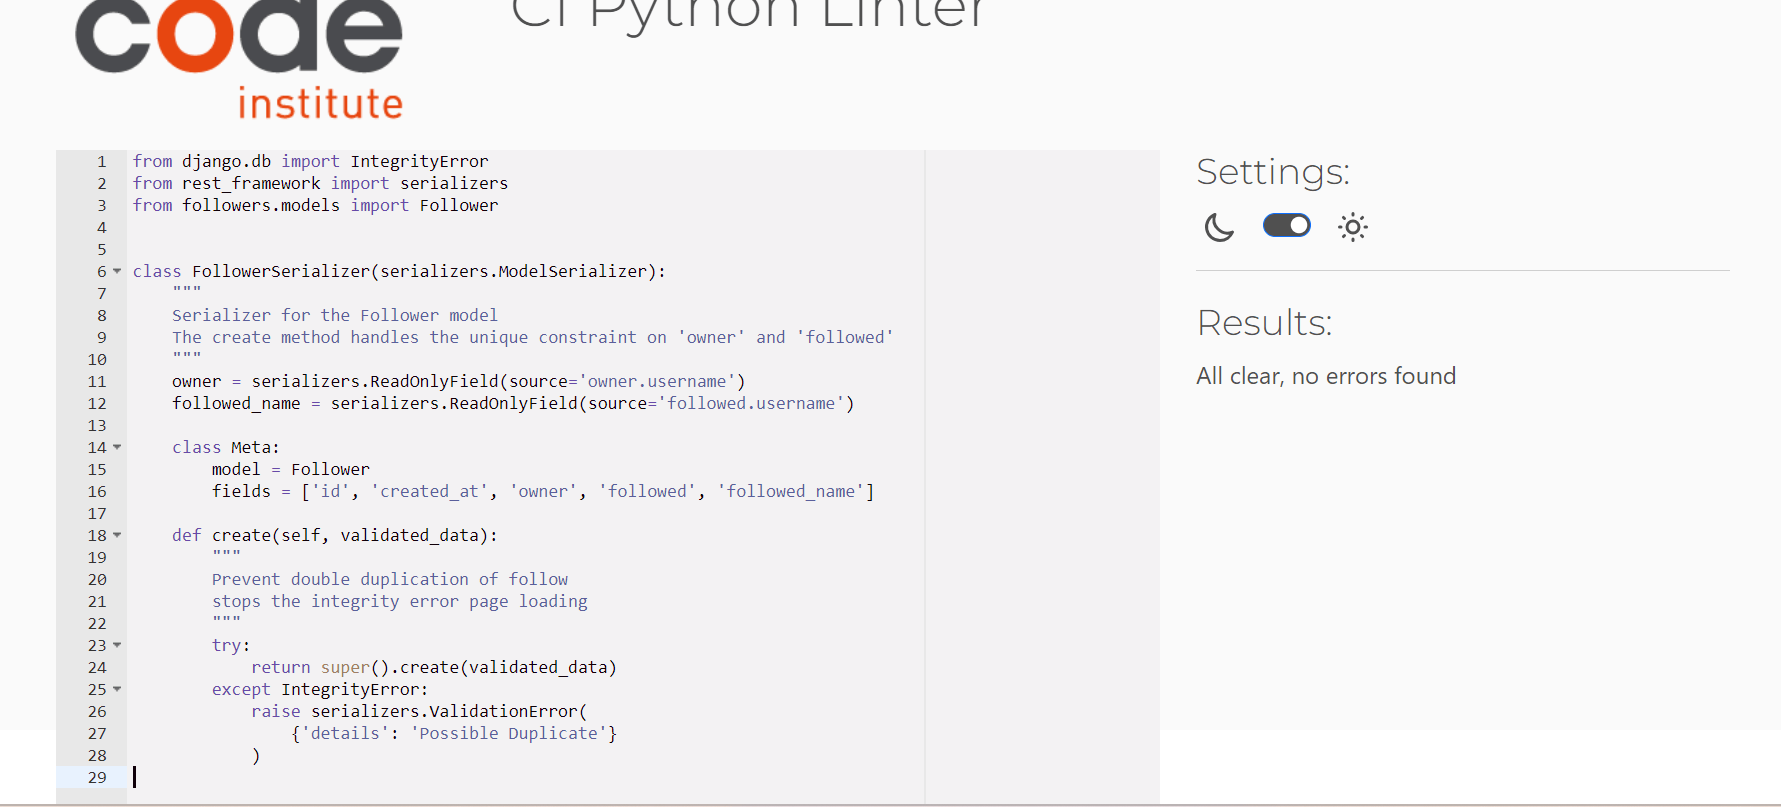 code
institute
CI Python Linter
1 from django.db import IntegrityError
2 from rest_framework import serializers
3 from followers.models import Follower
4
5
6 class FollowerSerializer(serializers.ModelSerializer):
7     """
8     Serializer for the Follower model
9     The create method handles the unique constraint on 'owner' and 'followed'
10     """
11     owner = serializers.ReadOnlyField(source='owner.username')
12     followed_name = serializers.ReadOnlyField(source='followed.username')
13
14     class Meta:
15         model = Follower
16         fields = ['id', 'created_at', 'owner', 'followed', 'followed_name']
17
18     def create(self, validated_data):
19         """
20         Prevent double duplication of follow
21         stops the integrity error page loading
22         """
23         try:
24             return super().create(validated_data)
25         except IntegrityError:
26             raise serializers.ValidationError(
27                 {'details': 'Possible Duplicate'}
28             )
29
Settings:
Results:
All clear, no errors found